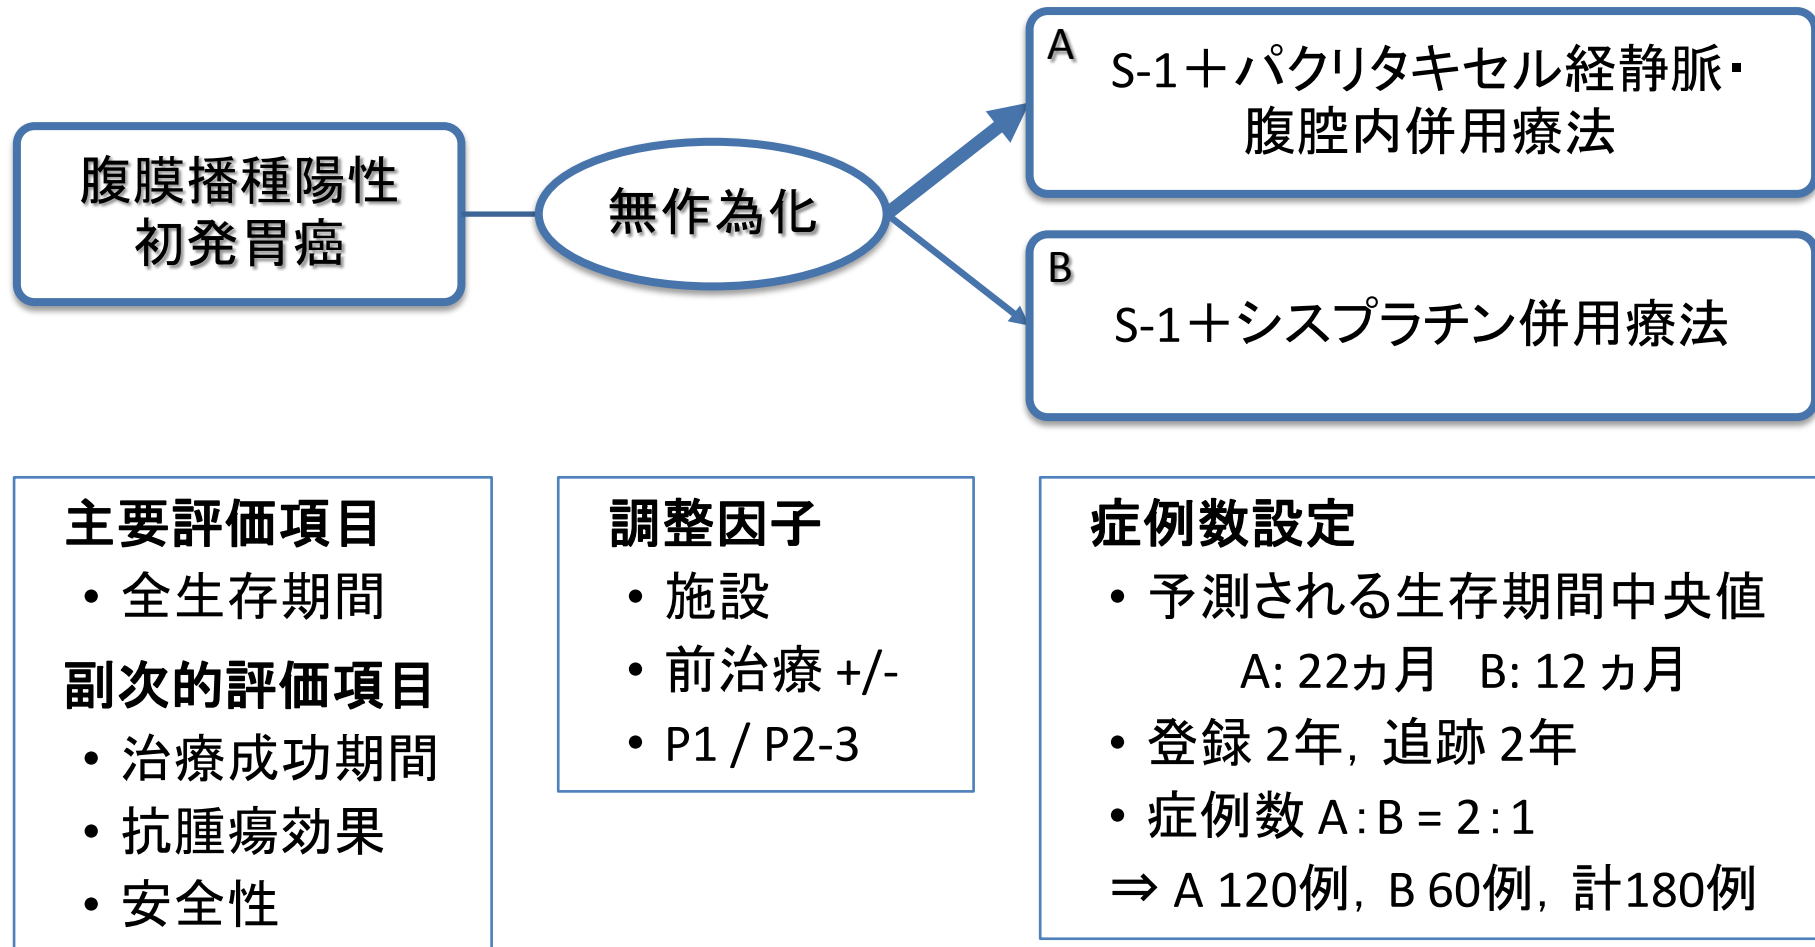 腹膜播種陽性
初発胃癌
無作為化
A
S-1＋パクリタキセル経静脈・
腹腔内併用療法
B
S-1＋シスプラチン併用療法
主要評価項目
• 全生存期間
副次的評価項目
• 治療成功期間
• 抗腫瘍効果
• 安全性
調整因子
• 施設
• 前治療 +/-
• P1 / P2-3
症例数設定
• 予測される生存期間中央値
A: 22ヵ月 B: 12 ヵ月
• 登録 2年，追跡 2年
• 症例数 A：B = 2：1
⇒ A 120例，B 60例，計180例